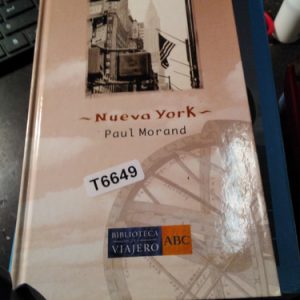 ~ Nueva York ~
Paul Morand
T6649
BIBLIOTECA
VIAJERO
ABC